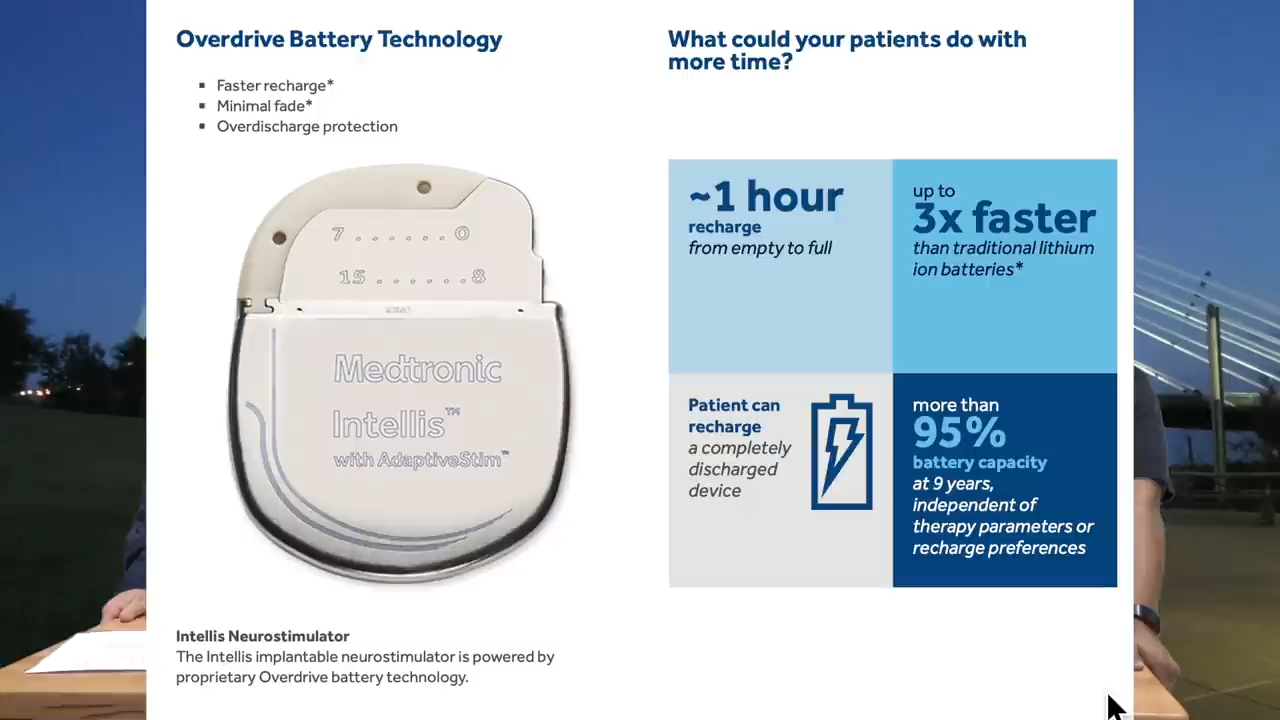 Overdrive Battery Technology
▪ Faster recharge*
▪ Minimal fade*
▪ Overdischarge protection
7 . . . . . . 0
15 . . . . . . 8
Medtronic
Intellis™
with AdaptiveStim™
Intellis Neurostimulator
The Intellis implantable neurostimulator is powered by
proprietary Overdrive battery technology.
What could your patients do with
more time?
~1 hour
recharge
from empty to full
up to
3x faster
than traditional lithium
ion batteries*
Patient can
recharge
a completely
discharged
device
more than
95%
battery capacity
at 9 years,
independent of
therapy parameters or
recharge preferences